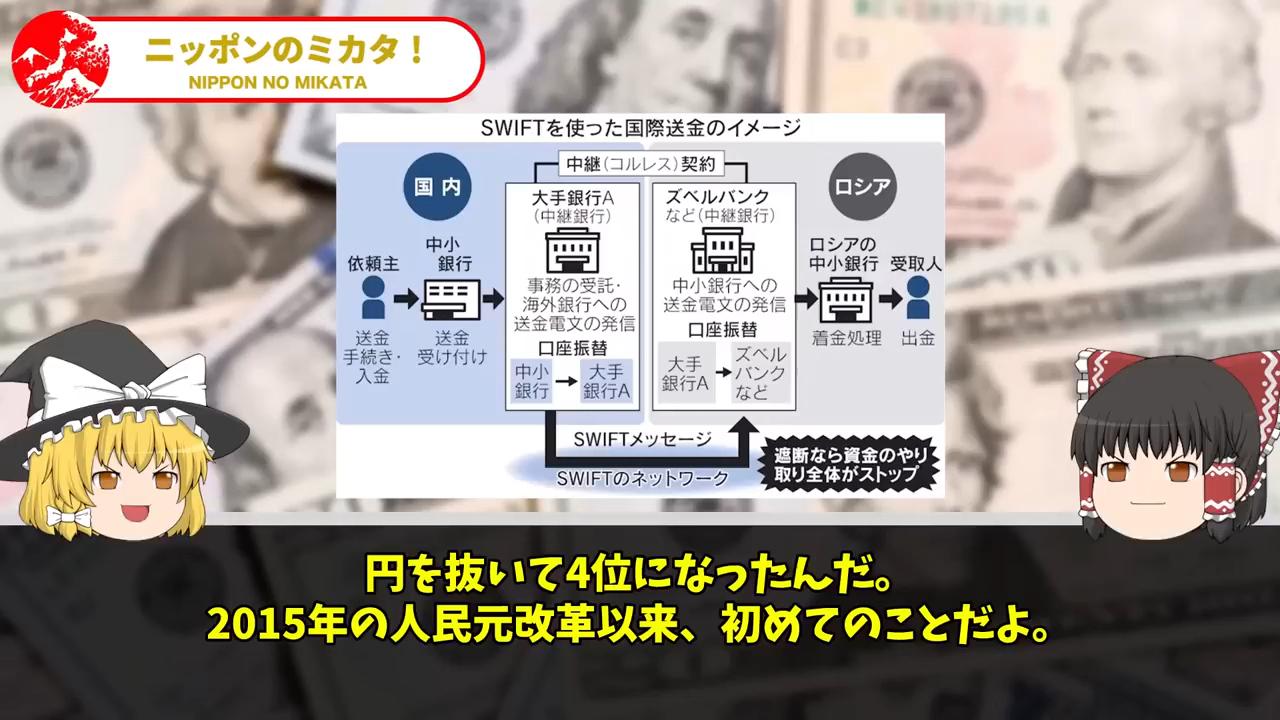 ニッポンのミカタ！
NIPPON NO MIKATA
SWIFTを使った国際送金のイメージ
中継(コルレス)契約
国内
ロシア
大手銀行A
(中継銀行)
ズベルバンク
など(中継銀行)
依頼主
中小
銀行
ロシアの
中小銀行
受取人
送金
手続き・
入金
送金
受け付け
事務の受託・
海外銀行への
送金電文の発信
中小銀行への
送金電文の発信
着金処理
出金
口座振替
中小
銀行
大手
銀行A
口座振替
大手
銀行A
ズベル
バンク
など
SWIFTメッセージ
SWIFTのネットワーク
遮断なら資金のやり
取り全体がストップ
円を抜いて4位になったんだ。
2015年の人民元改革以来、初めてのことだよ。